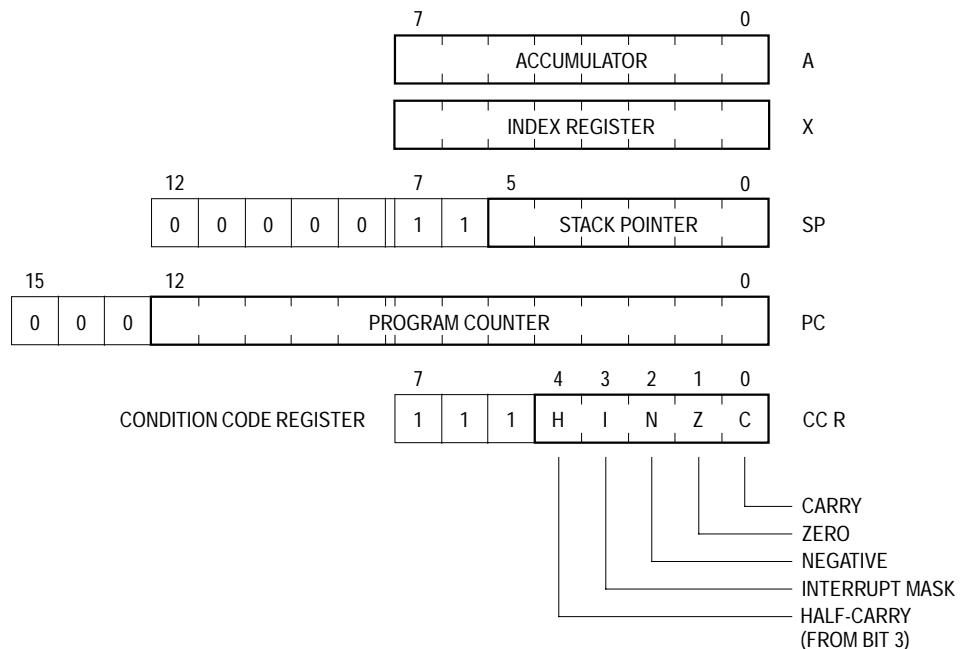 7 0
ACCUMULATOR A
INDEX REGISTER X
12 7 5 0
0 0 0 0 0 1 1 STACK POINTER SP
15 12 0
0 0 0 PROGRAM COUNTER PC
7 4 3 2 1 0
CONDITION CODE REGISTER 1 1 1 H I N Z C CC R
CARRY
ZERO
NEGATIVE
INTERRUPT MASK
HALF-CARRY
(FROM BIT 3)